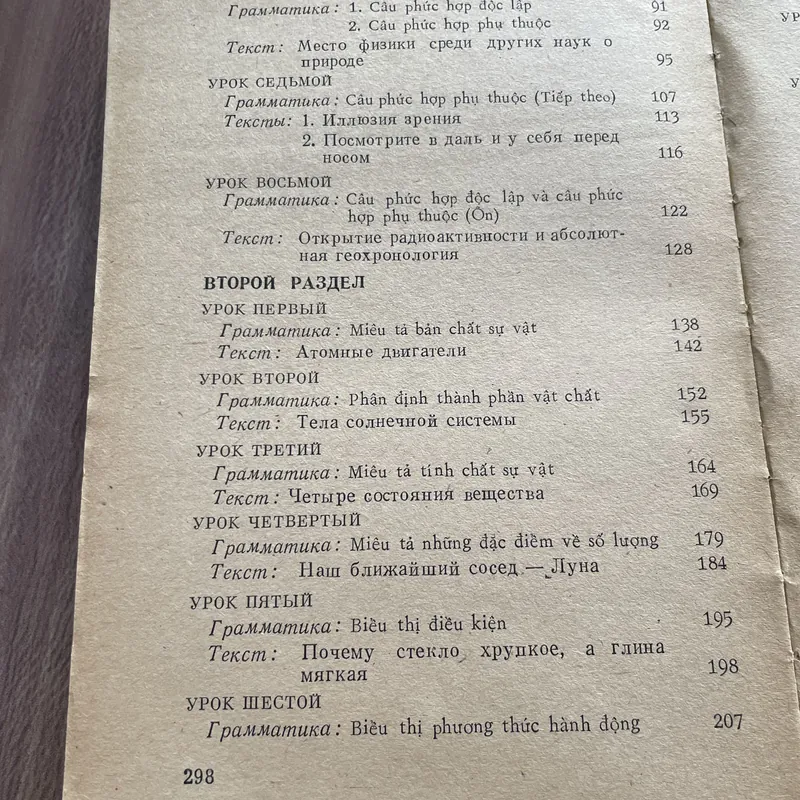 Грамматика: 1. Câu phức hợp độc lập 91
2. Câu phức hợp phụ thuộc 92
Текст: Место физики среди других наук о
природе 95
УРОК СЕДЬМОЙ
Грамматика: Câu phức hợp phụ thuộc (Tiếp theo) 107
Тексты: 1. Иллюзия зрения 113
2. Посмотрите в даль и у себя перед
носом 116
УРОК ВОСЬМОЙ
Грамматика: Câu phức hợp độc lập và câu phức
hợp phụ thuộc (Ôn) 122
Текст: Открытие радиоактивности и абсолют-
ная геохронология 128
ВТОРОЙ РАЗДЕЛ
УРОК ПЕРВЫЙ
Грамматика: Miêu tả bản chất sự vật 138
Текст: Атомные двигатели 142
УРОК ВТОРОЙ
Грамматика: Phân định thành phần vật chất 152
Текст: Тела солнечной системы 155
УРОК ТРЕТИЙ
Грамматика: Miêu tả tính chất sự vật 164
Текст: Четыре состояния вещества 169
УРОК ЧЕТВЕРТЫЙ
Грамматика: Miêu tả những đặc điểm về số lượng 179
Текст: Наш ближайший сосед — Луна 184
УРОК ПЯТЫЙ
Грамматика: Biểu thị điều kiện 195
Текст: Почему стекло хрупкое, а глина
мягкая 198
УРОК ШЕСТОЙ
Грамматика: Biểu thị phương thức hành động 207
298